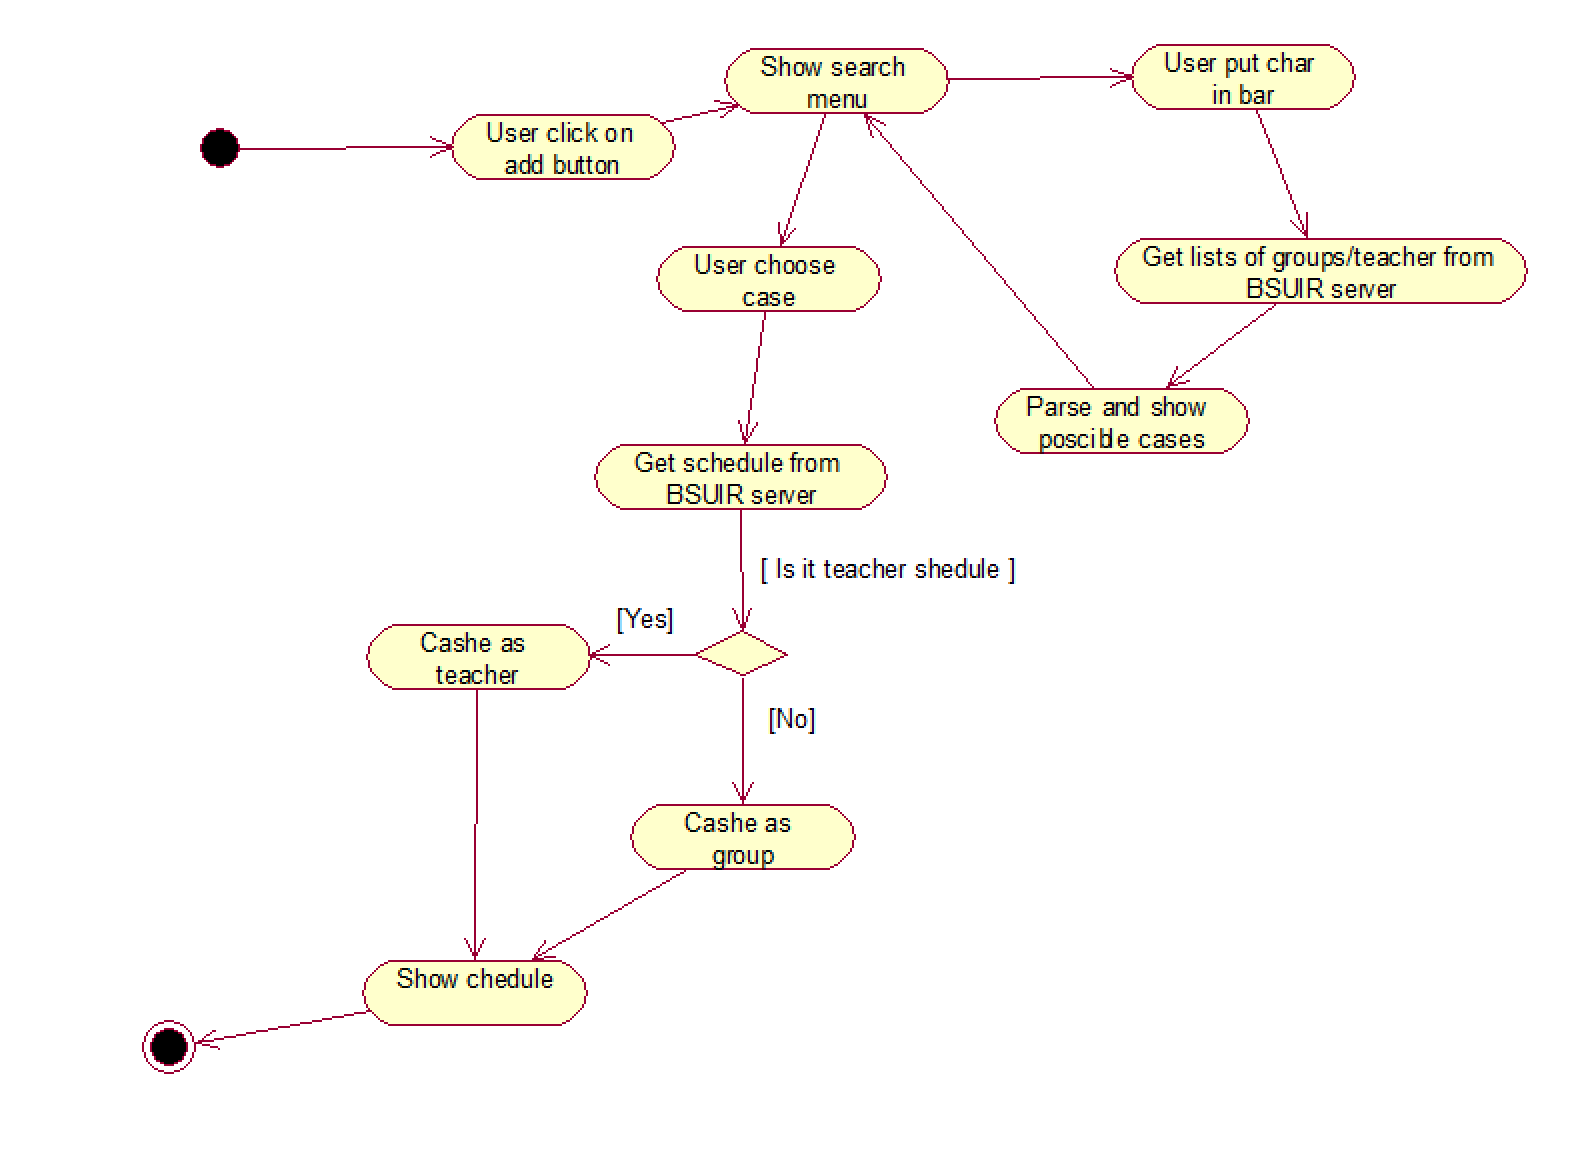 Show search
menu
User put char
in bar
User click on
add button
User choose
case
Get lists of groups/teacher from
BSUIR server
Parse and show
poscible cases
Get schedule from
BSUIR server
[ Is it teacher shedule ]
[Yes]
Cashe as
teacher
[No]
Cashe as
group
Show chedule